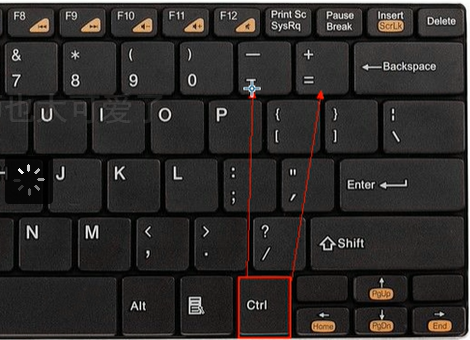 F8 F9 F10 F11 F12 Print Sc Pause Insert Delete
SysRq Break ScrLk
& * ( ) — +
7 8 9 0 - = ←Backspace
U I O P { } ¦
[ ] \
J K L : " Enter ←
; '
N M < > ? ⇧Shift
, . /
Alt Ctrl ↑
PgUp
← ↓ →
Home PgDn End